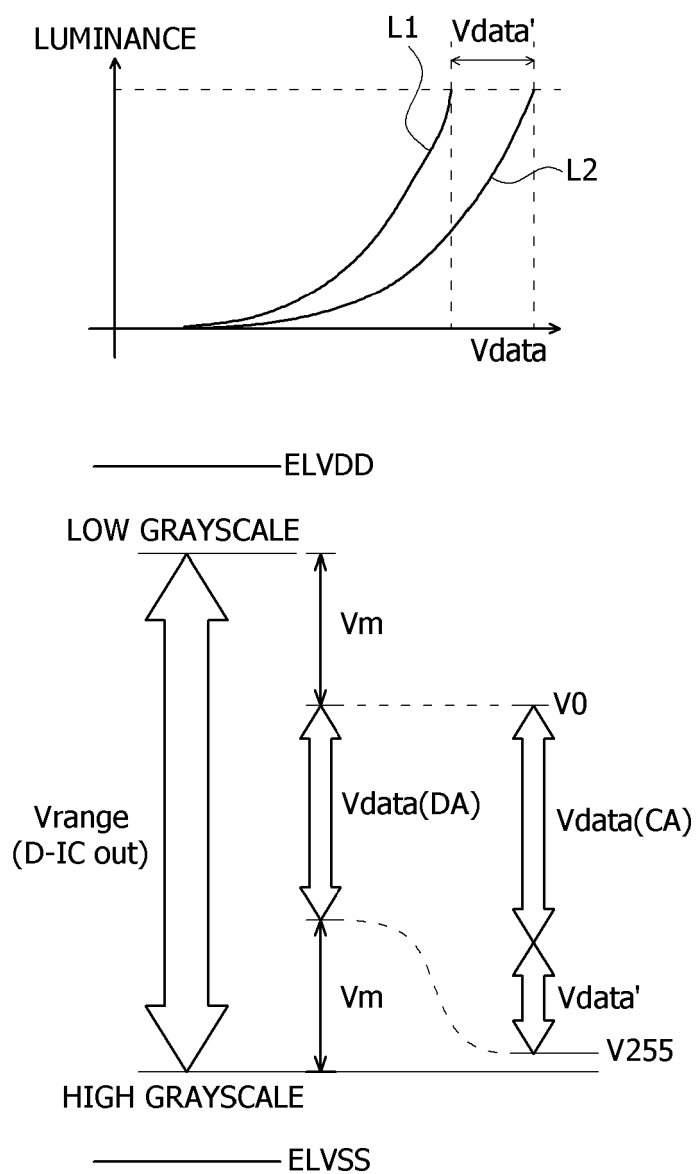 LUMINANCE
L1
Vdata'
L2
Vdata
ELVDD
LOW GRAYSCALE
Vm
V0
Vrange
(D-IC out)
Vdata(DA)
Vdata(CA)
Vm
Vdata'
V255
HIGH GRAYSCALE
ELVSS